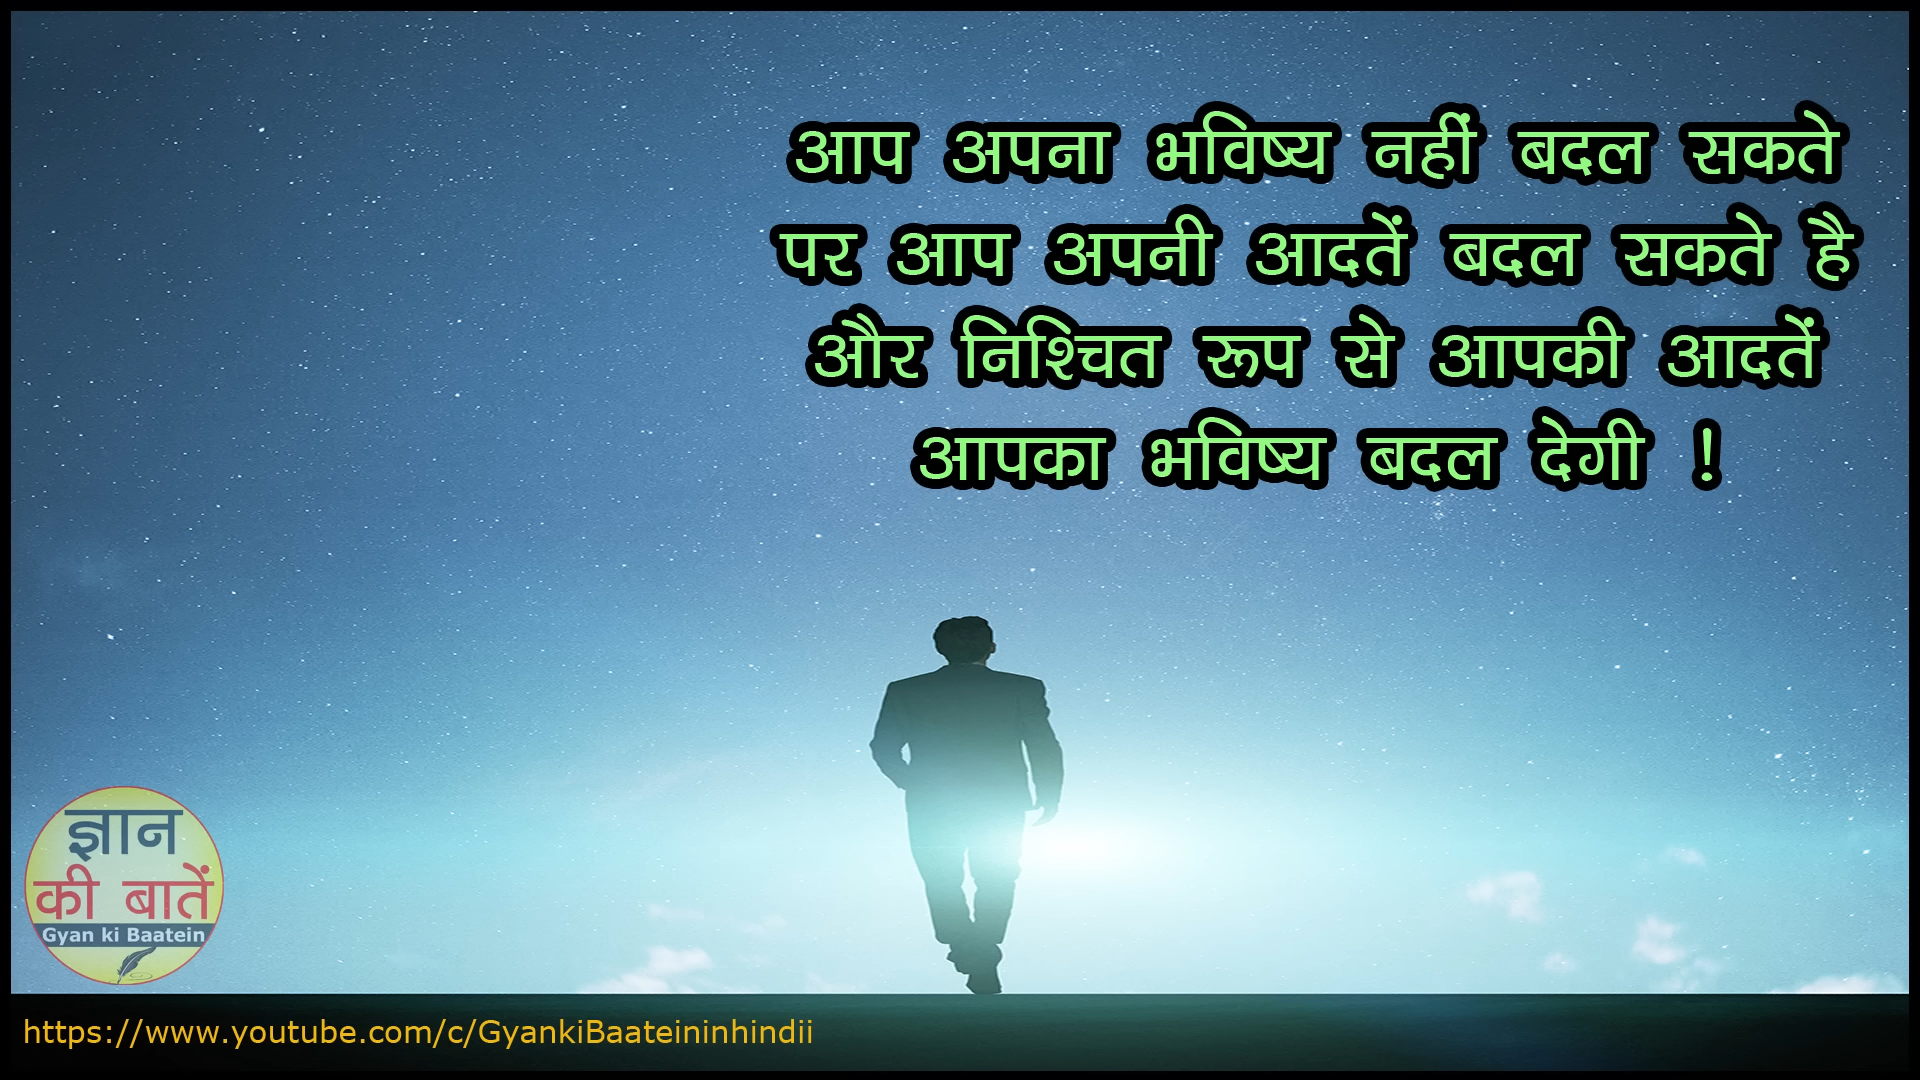 आप अपना भविष्य नहीं बदल सकते
पर आप अपनी आदतें बदल सकते है
और निश्चित रूप से आपकी आदतें
आपका भविष्य बदल देगी !
ज्ञान
की बातें
Gyan ki Baatein
https://www.youtube.com/c/GyankiBaateininhindii